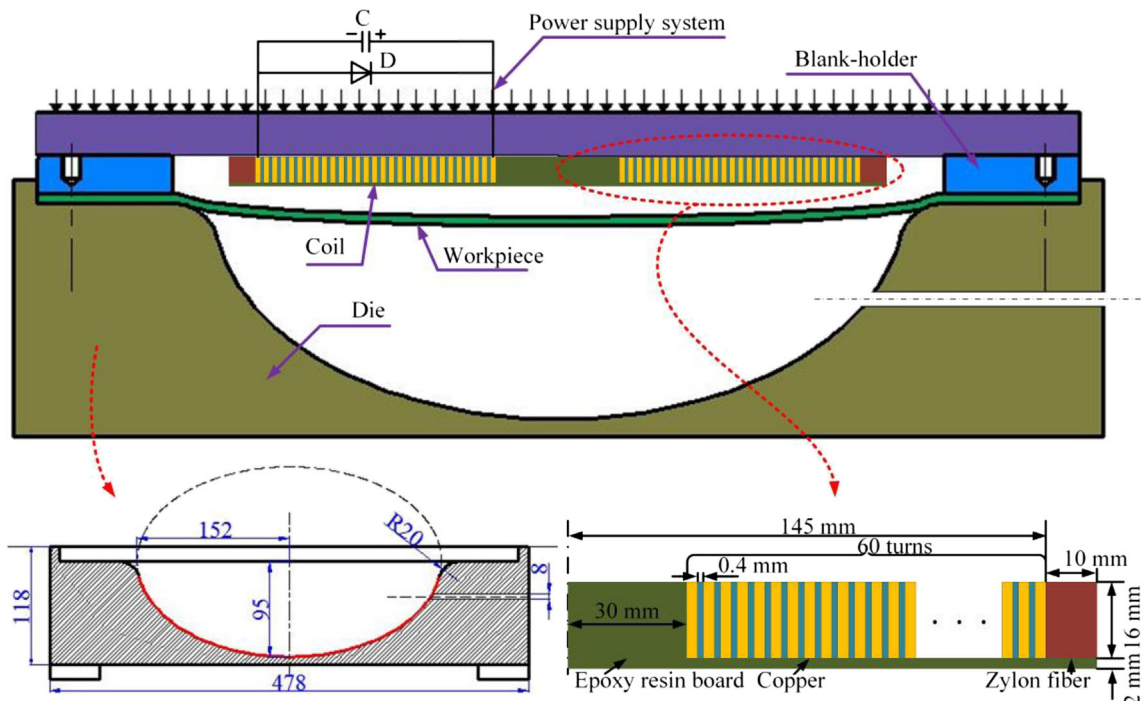 C
− +
D
Power supply system
Blank-holder
Coil
Workpiece
Die
152
R20
8
95
118
478
145 mm
60 turns
10 mm
0.4 mm
30 mm
16 mm
2 mm
Epoxy resin board
Copper
Zylon fiber